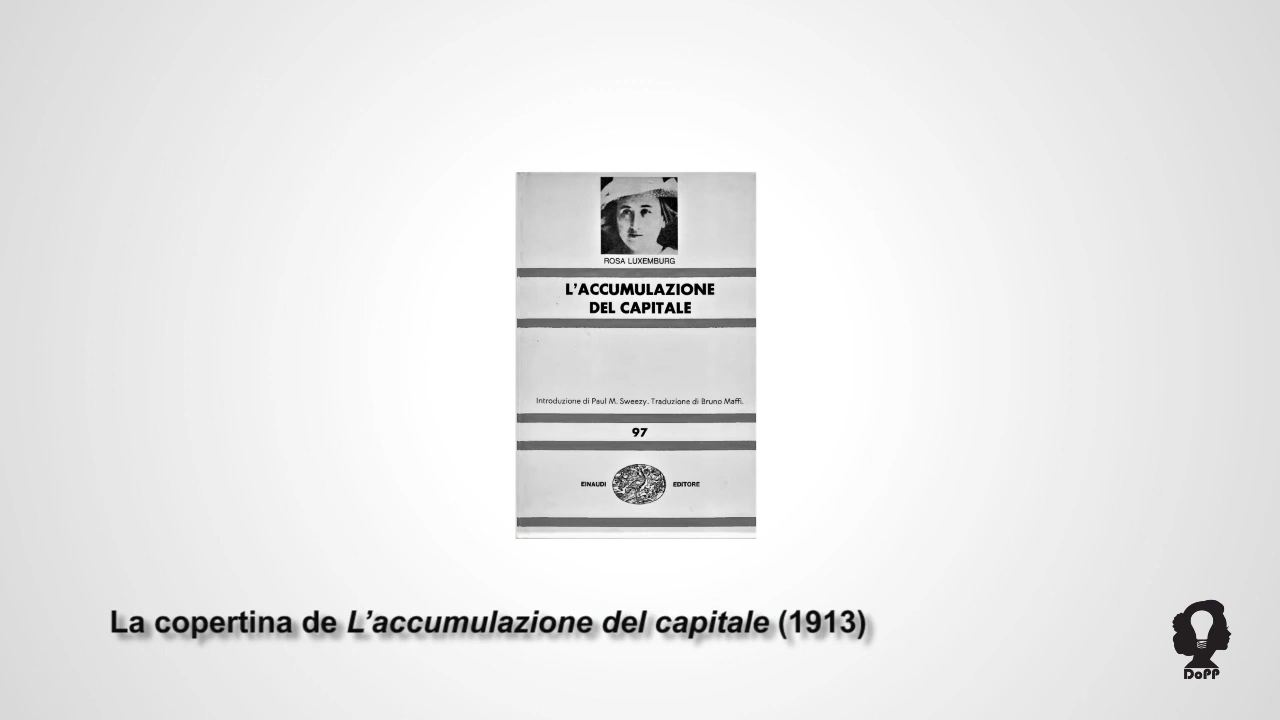 ROSA LUXEMBURG
L'ACCUMULAZIONE
DEL CAPITALE
Introduzione di Paul M. Sweezy. Traduzione di Bruno Maffi.
97
EINAUDI EDITORE
La copertina de L'accumulazione del capitale (1913)
DoPP